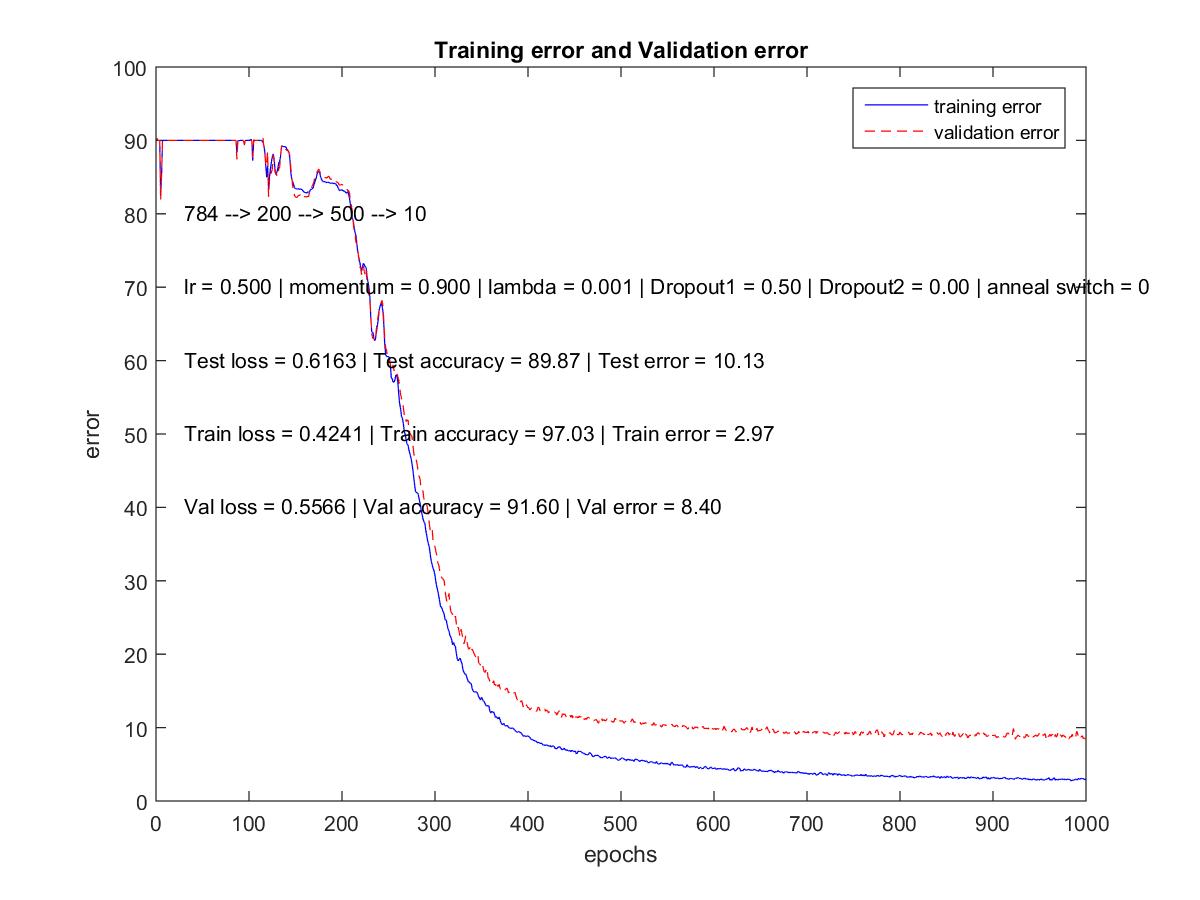 Training error and Validation error
100
90
80
70
60
50
40
30
20
10
0
training error
validation error
784 --> 200 --> 500 --> 10
lr = 0.500 | momentum = 0.900 | lambda = 0.001 | Dropout1 = 0.50 | Dropout2 = 0.00 | anneal switch = 0
Test loss = 0.6163 | Test accuracy = 89.87 | Test error = 10.13
Train loss = 0.4241 | Train accuracy = 97.03 | Train error = 2.97
Val loss = 0.5566 | Val accuracy = 91.60 | Val error = 8.40
error
0 100 200 300 400 500 600 700 800 900 1000
epochs